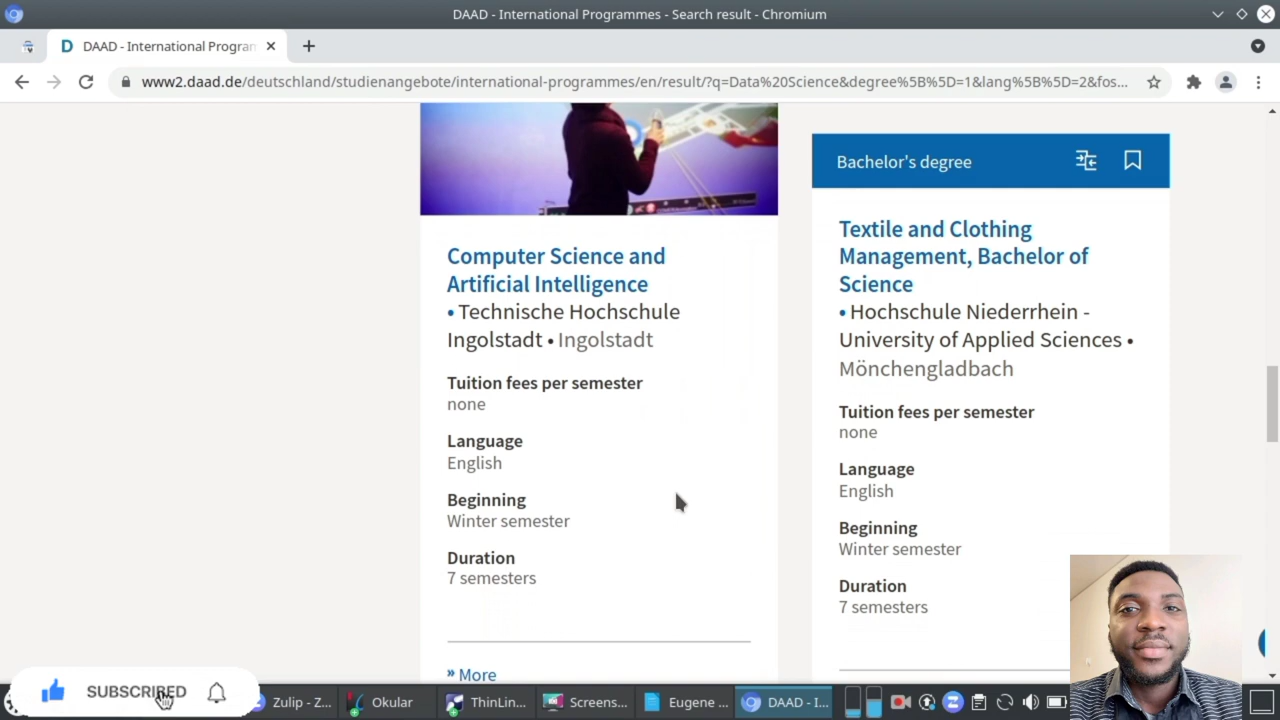 DAAD - International Programmes - Search result - Chromium
DAAD - International Program
www2.daad.de/deutschland/studienangebote/international-programmes/en/result/?q=Data%20Science&degree%5B%5D=1&lang%5B%5D=2&fos...
Computer Science and
Artificial Intelligence
• Technische Hochschule
Ingolstadt • Ingolstadt
Tuition fees per semester
none
Language
English
Beginning
Winter semester
Duration
7 semesters
» More
Bachelor's degree
Textile and Clothing
Management, Bachelor of
Science
• Hochschule Niederrhein -
University of Applied Sciences •
Mönchengladbach
Tuition fees per semester
none
Language
English
Beginning
Winter semester
Duration
7 semesters
SUBSCRIBED
Zulip - Z...
Okular
ThinLin...
Screens...
Eugene ...
DAAD - I...